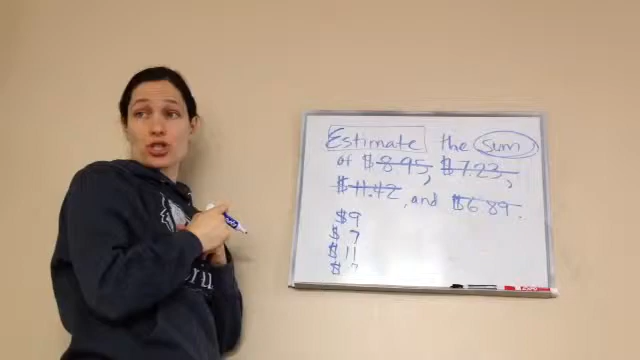 Estimate the sum
of $8.95, $7.23,
$11.42, and $6.89.
$9
$7
$11
$7